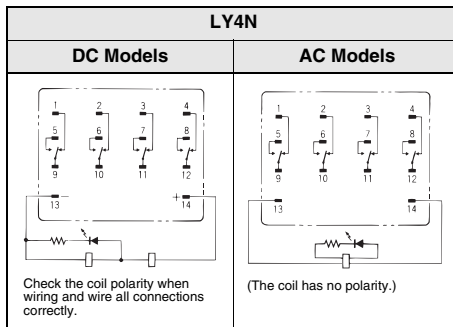 LY4N
DC Models
AC Models
1 2 3 4
5 6 7 8
9 10 11 12
13 − + 14
Check the coil polarity when
wiring and wire all connections
correctly.
1 2 3 4
5 6 7 8
9 10 11 12
13 14
(The coil has no polarity.)